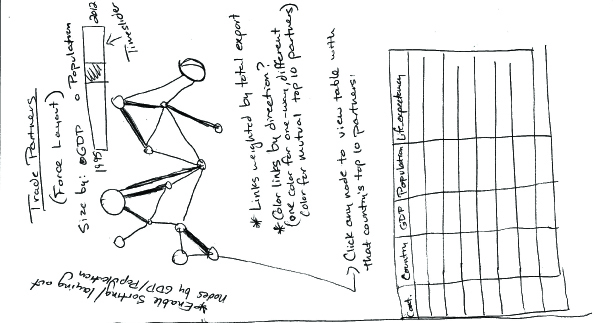 Trade Partners
(Force Layout)
Size by: GDP o Population
1995
2012
Timeslider
* Links weighted by total export
* Color links by direction?
(one color for one-way, different
color for mutual top 10 partners)
Click any node to view table with
that country's top 10 partners:
* Enable Sorting/laying out
nodes by GDP/Population
Cont. Country GDP Population Life expectancy